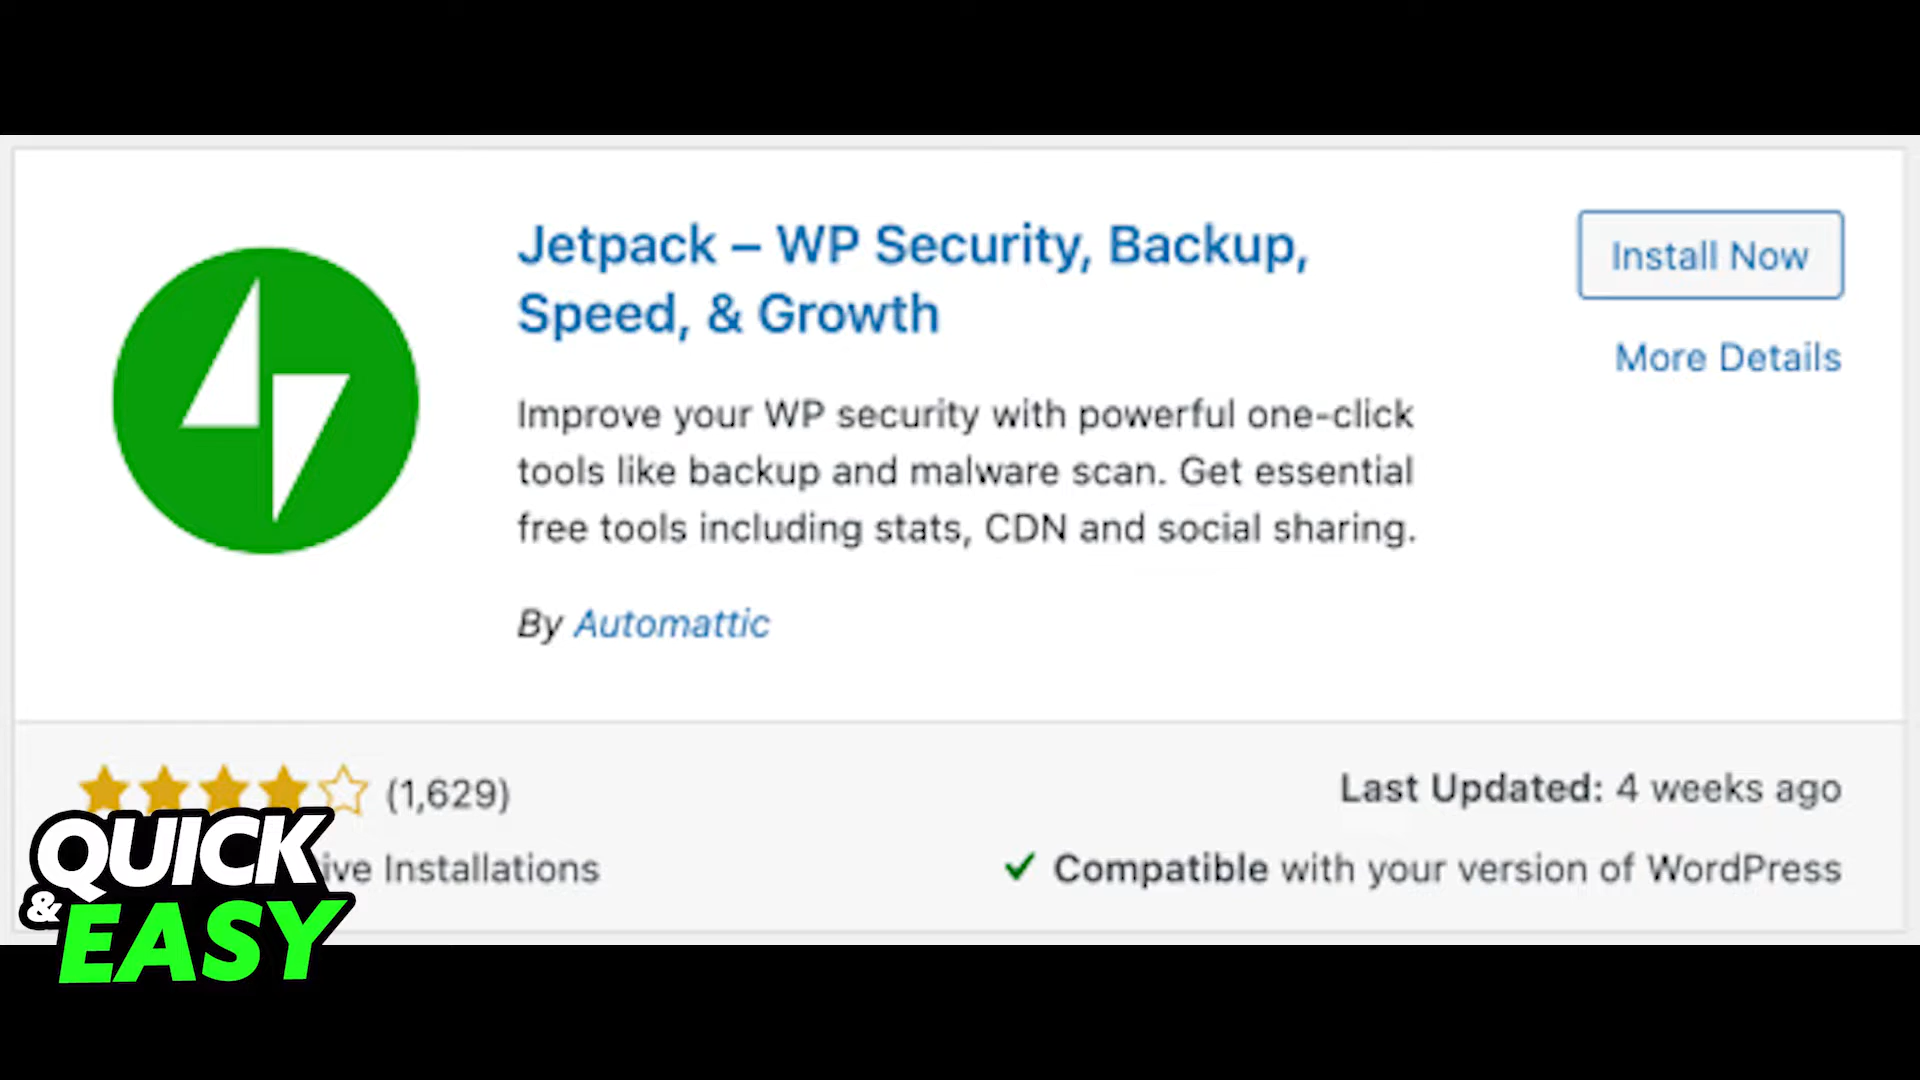 Jetpack – WP Security, Backup,
Speed, & Growth
Install Now
More Details
Improve your WP security with powerful one-click
tools like backup and malware scan. Get essential
free tools including stats, CDN and social sharing.
By Automattic
(1,629)
Last Updated: 4 weeks ago
Installations
Compatible with your version of WordPress
QUICK
& EASY